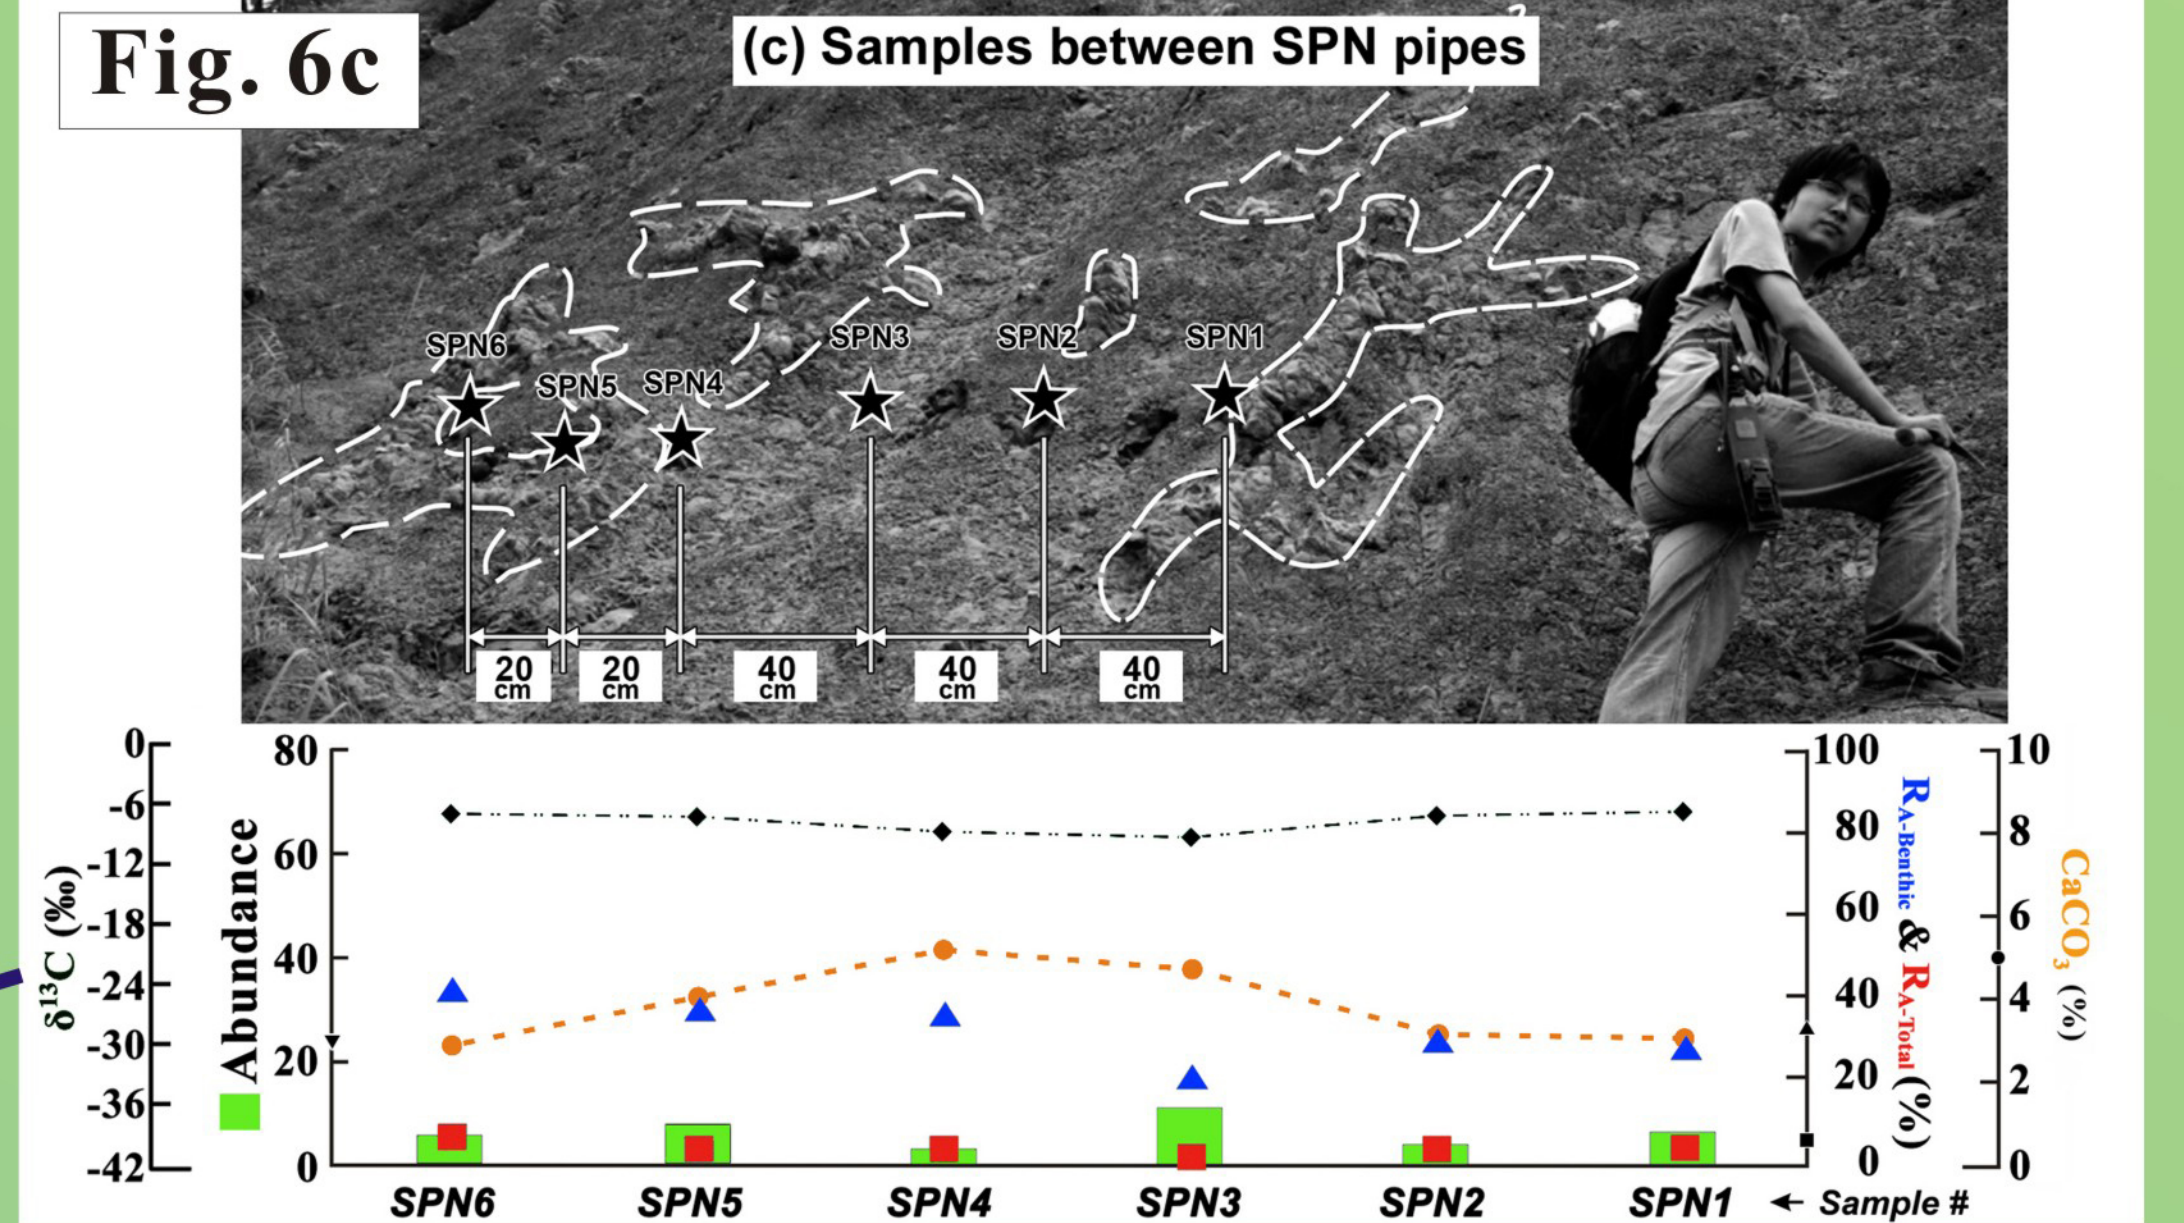 Fig. 6c
(c) Samples between SPN pipes
SPN6
SPN5
SPN4
SPN3
SPN2
SPN1
20 cm
20 cm
40 cm
40 cm
40 cm
δ¹³C (‰)
0
-6
-12
-18
-24
-30
-36
-42
Abundance
80
60
40
20
0
100
80
60
40
20
0
R_A-Benthic & R_A-Total (%)
10
8
6
4
2
0
CaCO₃ (%)
SPN6 SPN5 SPN4 SPN3 SPN2 SPN1 ← Sample #